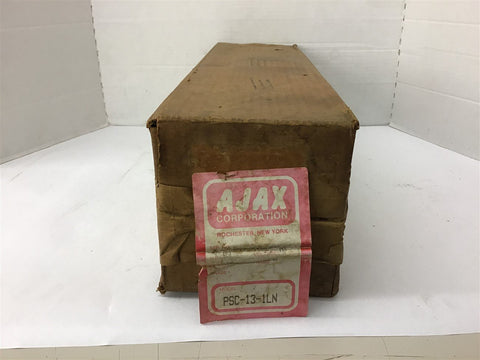 AJAX
CORPORATION
ROCHESTER, NEW YORK
PSC-13-1LN